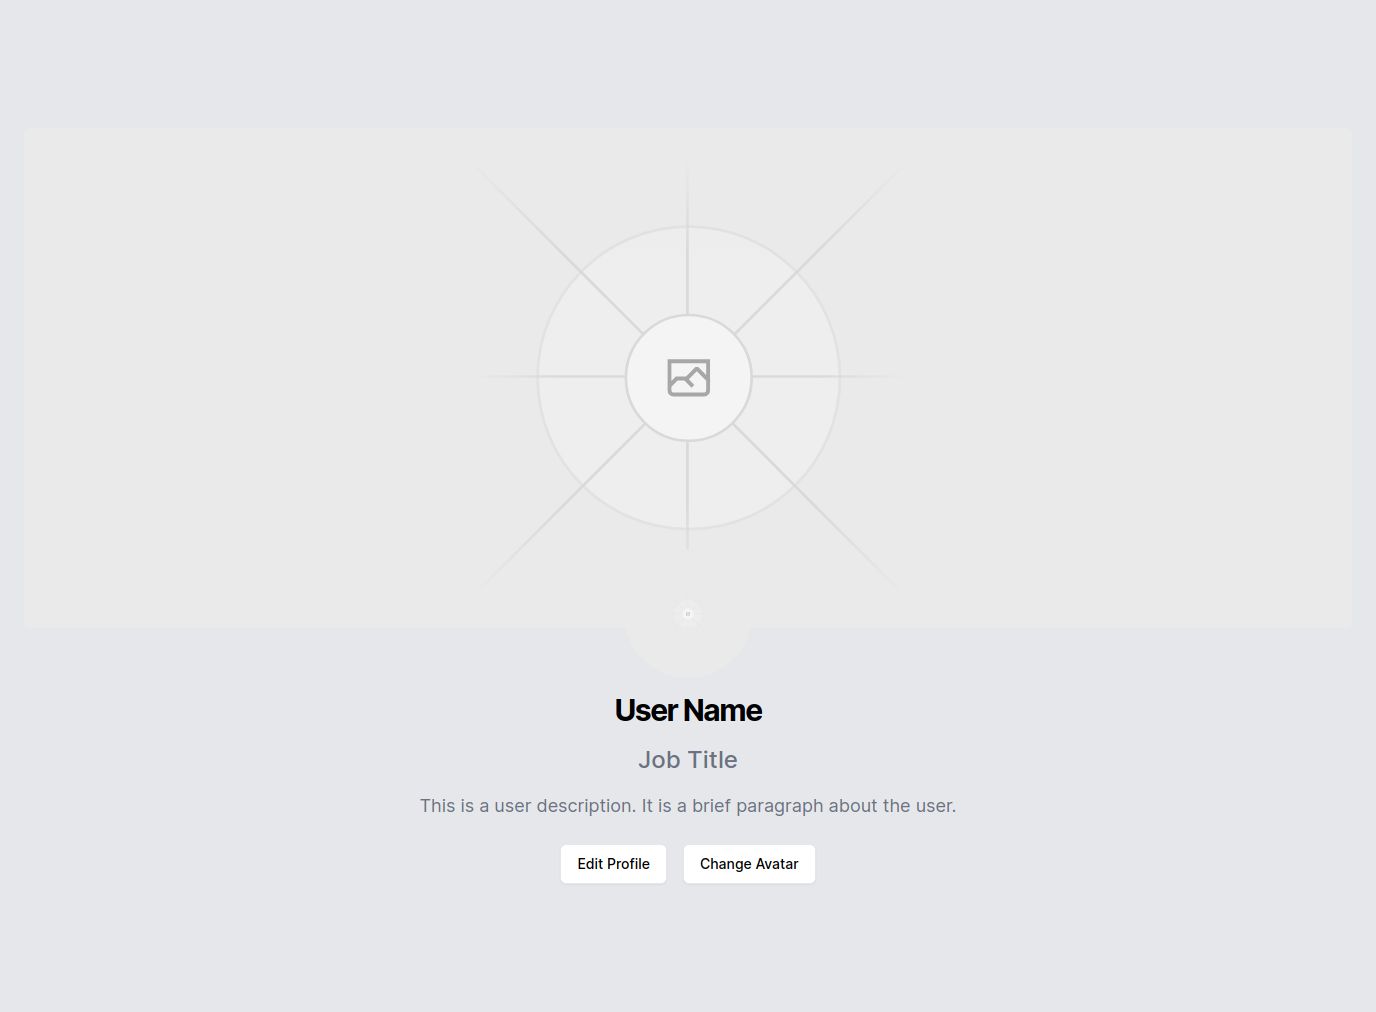 User Name
Job Title
This is a user description. It is a brief paragraph about the user.
Edit Profile
Change Avatar